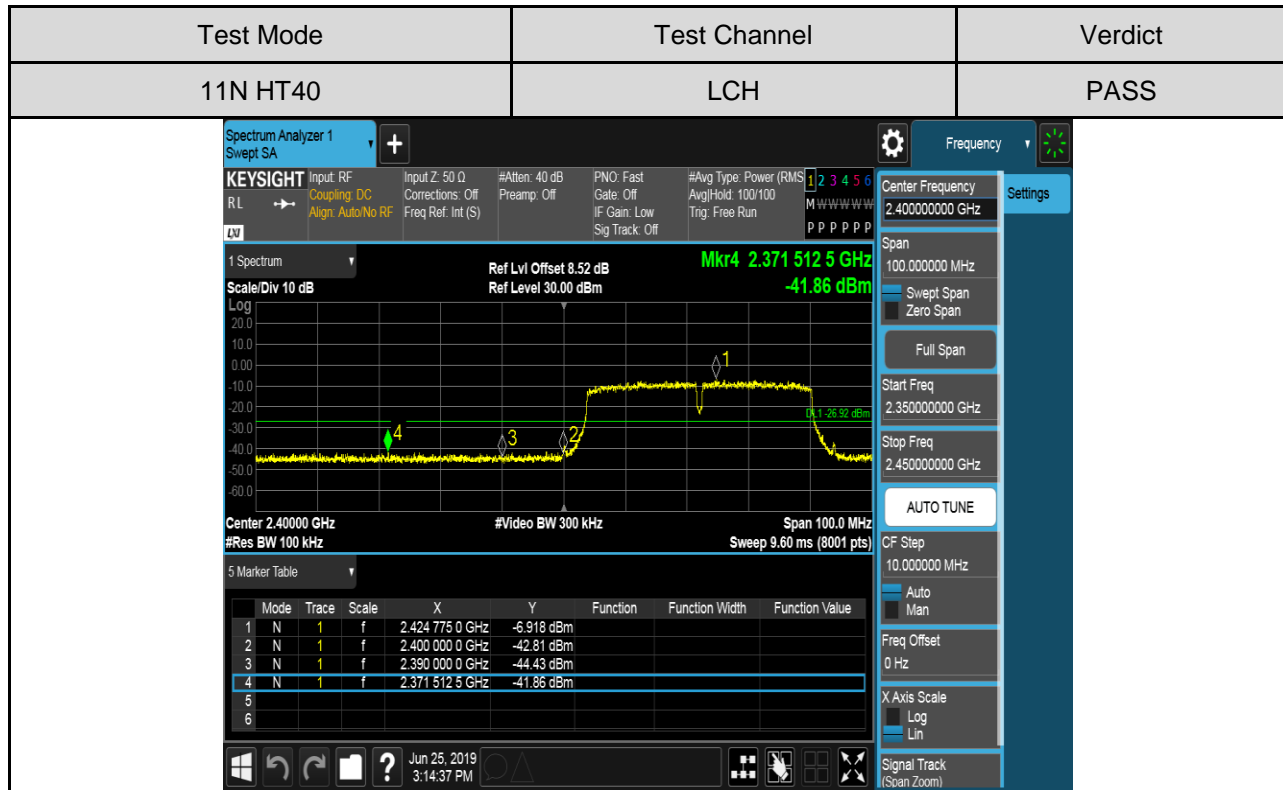 Test Mode Test Channel Verdict
11N HT40 LCH PASS
Spectrum Analyzer 1
Swept SA
Frequency
KEYSIGHT
RL
LXI
Input: RF
Coupling: DC
Align: Auto/No RF
Input Z: 50 Ω
Corrections: Off
Freq Ref: Int (S)
#Atten: 40 dB
Preamp: Off
PNO: Fast
Gate: Off
IF Gain: Low
Sig Track: Off
#Avg Type: Power (RMS
Avg|Hold: 100/100
Trig: Free Run
1 2 3 4 5 6
M W W W W W
P P P P P P
1 Spectrum
Scale/Div 10 dB
Ref Lvl Offset 8.52 dB
Ref Level 30.00 dBm
Mkr4 2.371 512 5 GHz
-41.86 dBm
Log
20.0
10.0
0.00
-10.0
-20.0
-30.0
-40.0
-50.0
-60.0
1
2
3
4
DL1 -26.92 dBm
Center 2.40000 GHz #Video BW 300 kHz Span 100.0 MHz
#Res BW 100 kHz Sweep 9.60 ms (8001 pts)
5 Marker Table
Mode Trace Scale X Y Function Function Width Function Value
1 N 1 f 2.424 775 0 GHz -6.918 dBm
2 N 1 f 2.400 000 0 GHz -42.81 dBm
3 N 1 f 2.390 000 0 GHz -44.43 dBm
4 N 1 f 2.371 512 5 GHz -41.86 dBm
5
6
?
Jun 25, 2019
3:14:37 PM
Center Frequency
2.400000000 GHz
Settings
Span
100.000000 MHz
Swept Span
Zero Span
Full Span
Start Freq
2.350000000 GHz
Stop Freq
2.450000000 GHz
AUTO TUNE
CF Step
10.000000 MHz
Auto
Man
Freq Offset
0 Hz
X Axis Scale
Log
Lin
Signal Track
(Span Zoom)